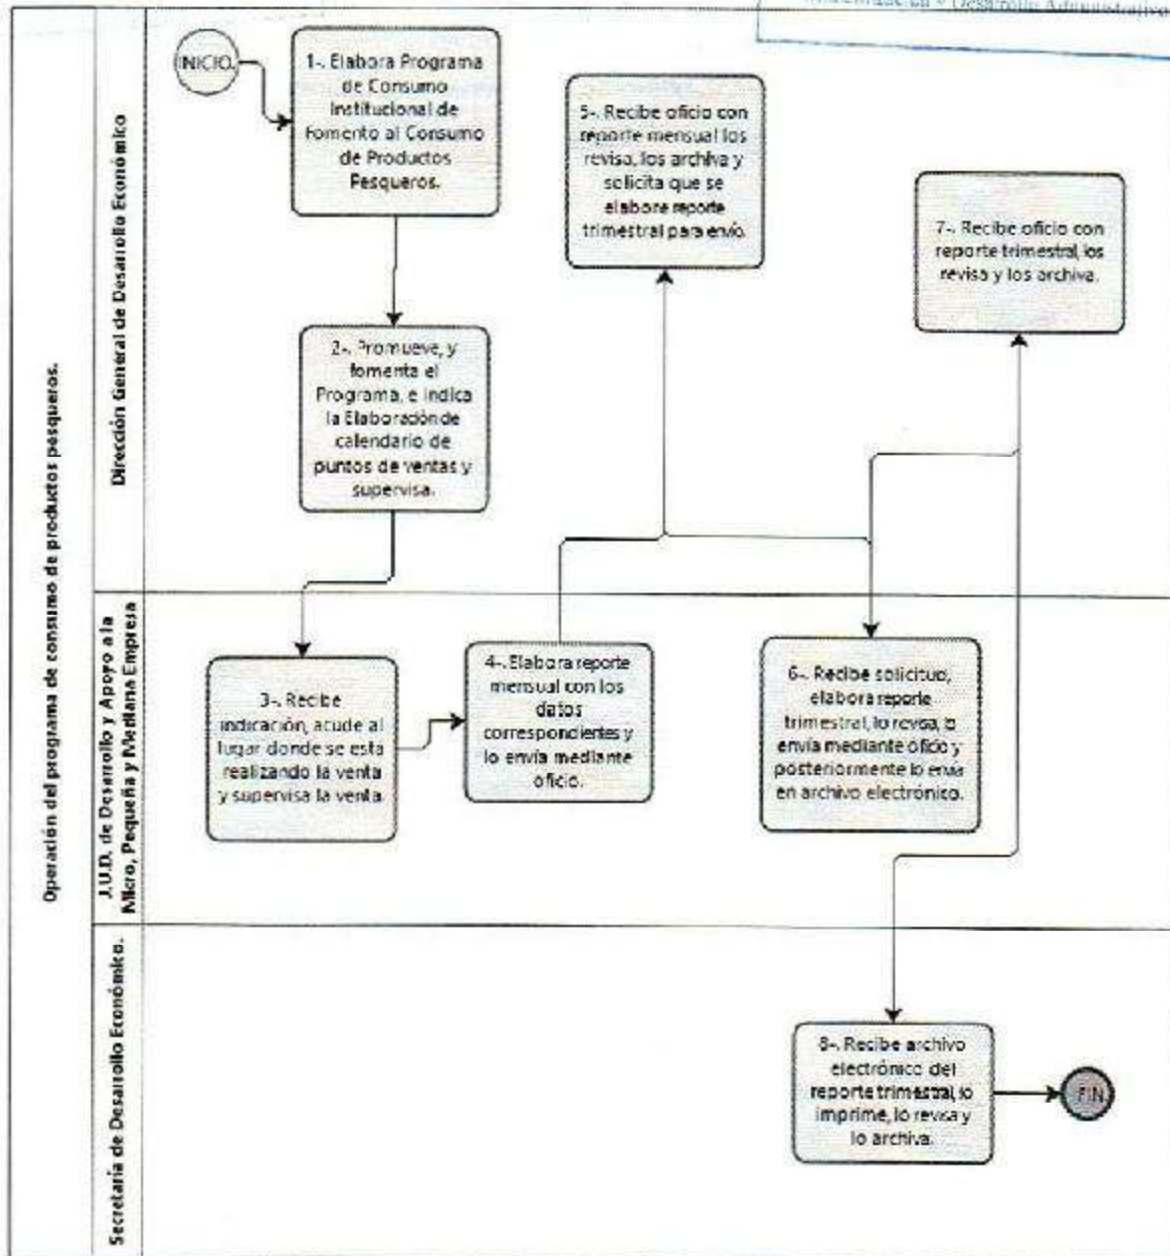 Desarrollo Administrativo
Operación del programa de consumo de productos pesqueros.
Dirección General de Desarrollo Económico
INICIO.
1-. Elabora Programa
de Consumo
Institucional de
Fomento al Consumo
de Productos
Pesqueros.
2-. Promueve, y
fomenta el
Programa, e indica
la Elaboración de
calendario de
puntos de ventas y
supervisa.
5-. Recibe oficio con
reporte mensual los
revisa, los archiva y
solicita que se
elabore reporte
trimestral para envío.
7-. Recibe oficio con
reporte trimestral, los
revisa y los archiva.
J.U.D. de Desarrollo y Apoyo a la
Micro, Pequeña y Mediana Empresa
3-. Recibe
indicación, acude al
lugar donde se esta
realizando la venta
y supervisa la venta.
4-. Elabora reporte
mensual con los
datos
correspondientes y
lo envía mediante
oficio.
6-. Recibe solicitud,
elabora reporte
trimestral, lo revisa, lo
envía mediante oficio y
posteriormente lo envía
en archivo electrónico.
Secretaría de Desarrollo Económico.
8-. Recibe archivo
electrónico del
reporte trimestral, lo
imprime, lo revisa y
lo archiva.
FIN.